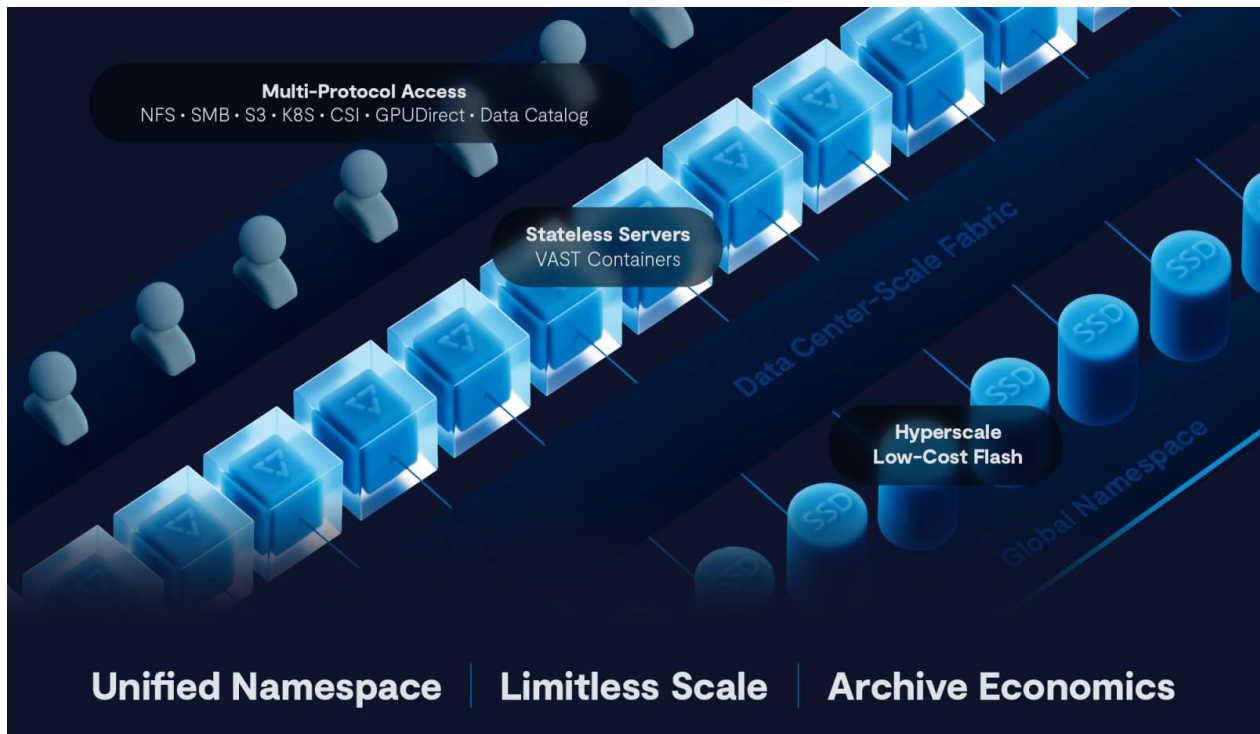 Multi-Protocol Access
NFS • SMB • S3 • K8S • CSI • GPUDirect • Data Catalog
Stateless Servers
VAST Containers
Data Center-Scale Fabric
SSD
SSD
SSD
Hyperscale
Low-Cost Flash
SSD
SSD
Global Namespace
Unified Namespace
Limitless Scale
Archive Economics